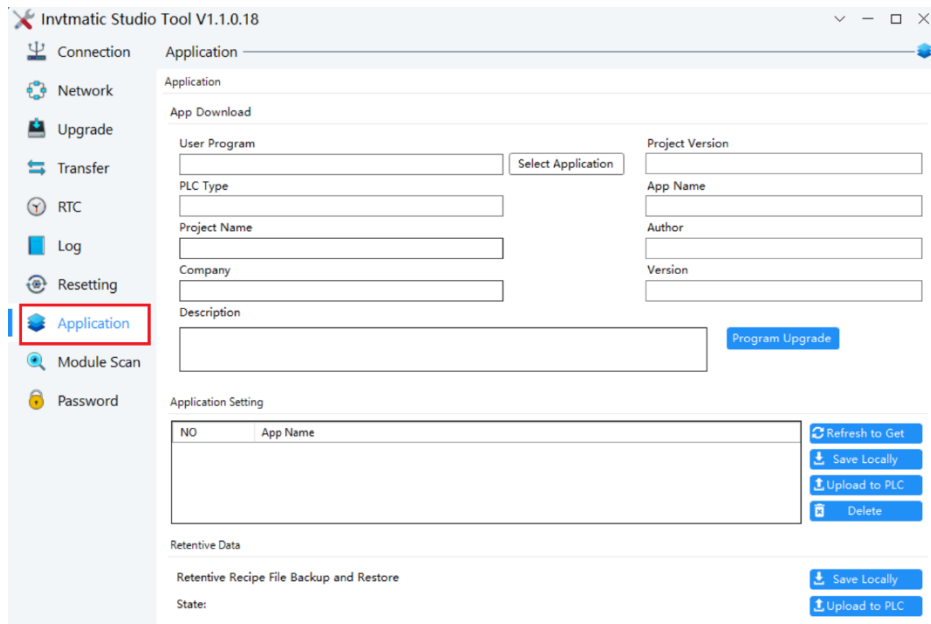 Invtmatic Studio Tool V1.1.0.18
Connection
Network
Upgrade
Transfer
RTC
Log
Resetting
Application
Module Scan
Password
Application
Application
App Download
User Program
Select Application
Project Version
PLC Type
App Name
Project Name
Author
Company
Version
Description
Program Upgrade
Application Setting
NO App Name
Refresh to Get
Save Locally
Upload to PLC
Delete
Retentive Data
Retentive Recipe File Backup and Restore
Save Locally
State:
Upload to PLC